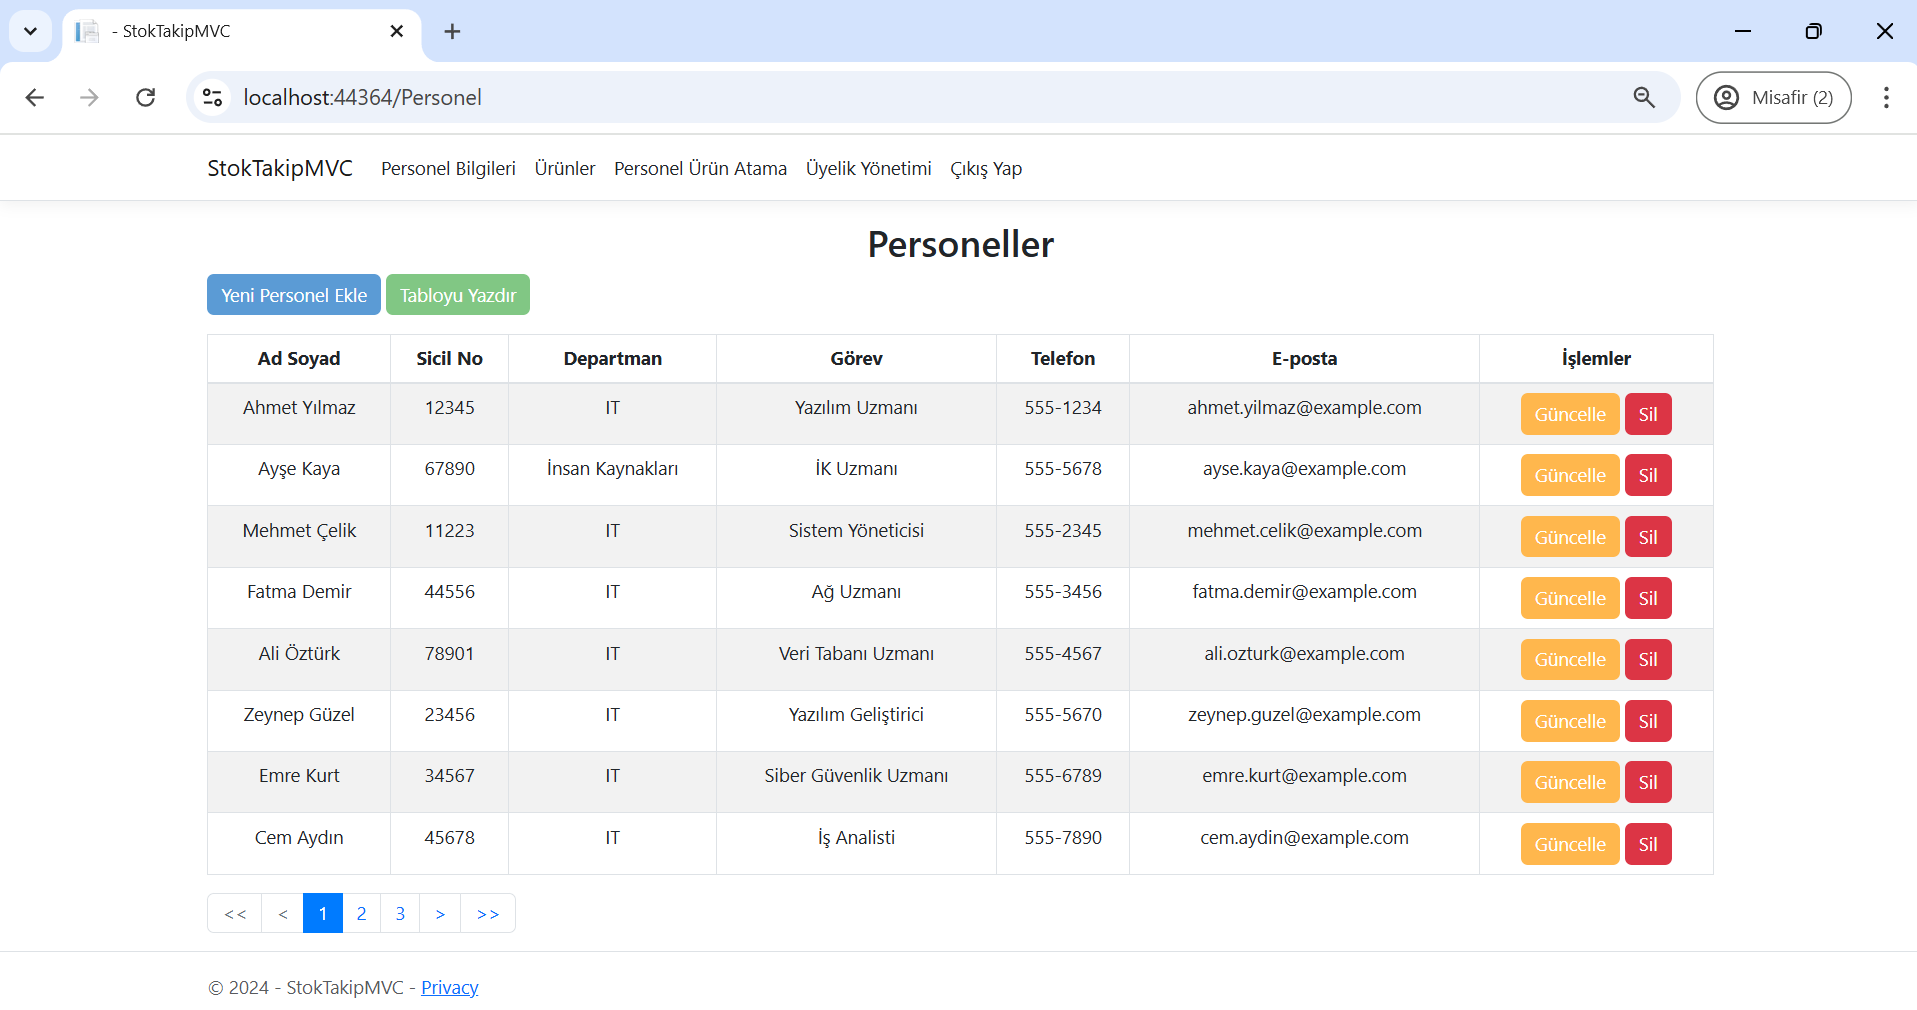 - StokTakipMVC
localhost:44364/Personel
Misafir (2)
StokTakipMVC Personel Bilgileri Ürünler Personel Ürün Atama Üyelik Yönetimi Çıkış Yap
Personeller
Yeni Personel Ekle Tabloyu Yazdır
Ad Soyad Sicil No Departman Görev Telefon E-posta İşlemler
Ahmet Yılmaz 12345 IT Yazılım Uzmanı 555-1234 ahmet.yilmaz@example.com Güncelle Sil
Ayşe Kaya 67890 İnsan Kaynakları İK Uzmanı 555-5678 ayse.kaya@example.com Güncelle Sil
Mehmet Çelik 11223 IT Sistem Yöneticisi 555-2345 mehmet.celik@example.com Güncelle Sil
Fatma Demir 44556 IT Ağ Uzmanı 555-3456 fatma.demir@example.com Güncelle Sil
Ali Öztürk 78901 IT Veri Tabanı Uzmanı 555-4567 ali.ozturk@example.com Güncelle Sil
Zeynep Güzel 23456 IT Yazılım Geliştirici 555-5670 zeynep.guzel@example.com Güncelle Sil
Emre Kurt 34567 IT Siber Güvenlik Uzmanı 555-6789 emre.kurt@example.com Güncelle Sil
Cem Aydın 45678 IT İş Analisti 555-7890 cem.aydin@example.com Güncelle Sil
<< < 1 2 3 > >>
© 2024 - StokTakipMVC - Privacy